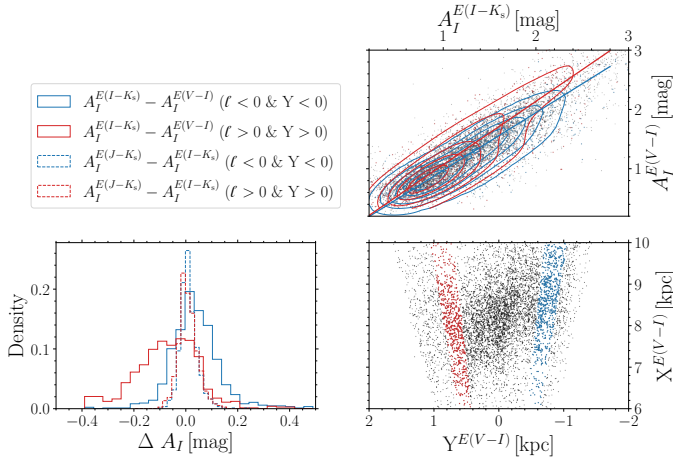 A_I^{E(I−K_s)} [mag]
1 2 3
A_I^{E(I−K_s)} − A_I^{E(V−I)} (ℓ < 0 & Y < 0)
A_I^{E(I−K_s)} − A_I^{E(V−I)} (ℓ > 0 & Y > 0)
A_I^{E(J−K_s)} − A_I^{E(I−K_s)} (ℓ < 0 & Y < 0)
A_I^{E(J−K_s)} − A_I^{E(I−K_s)} (ℓ > 0 & Y > 0)
3
2
1
A_I^{E(V−I)} [mag]
Density
0.2
0.1
0.0
−0.4 −0.2 0.0 0.2 0.4
Δ A_I [mag]
10
9
8
7
6
X^{E(V−I)} [kpc]
2 1 0 −1 −2
Y^{E(V−I)} [kpc]